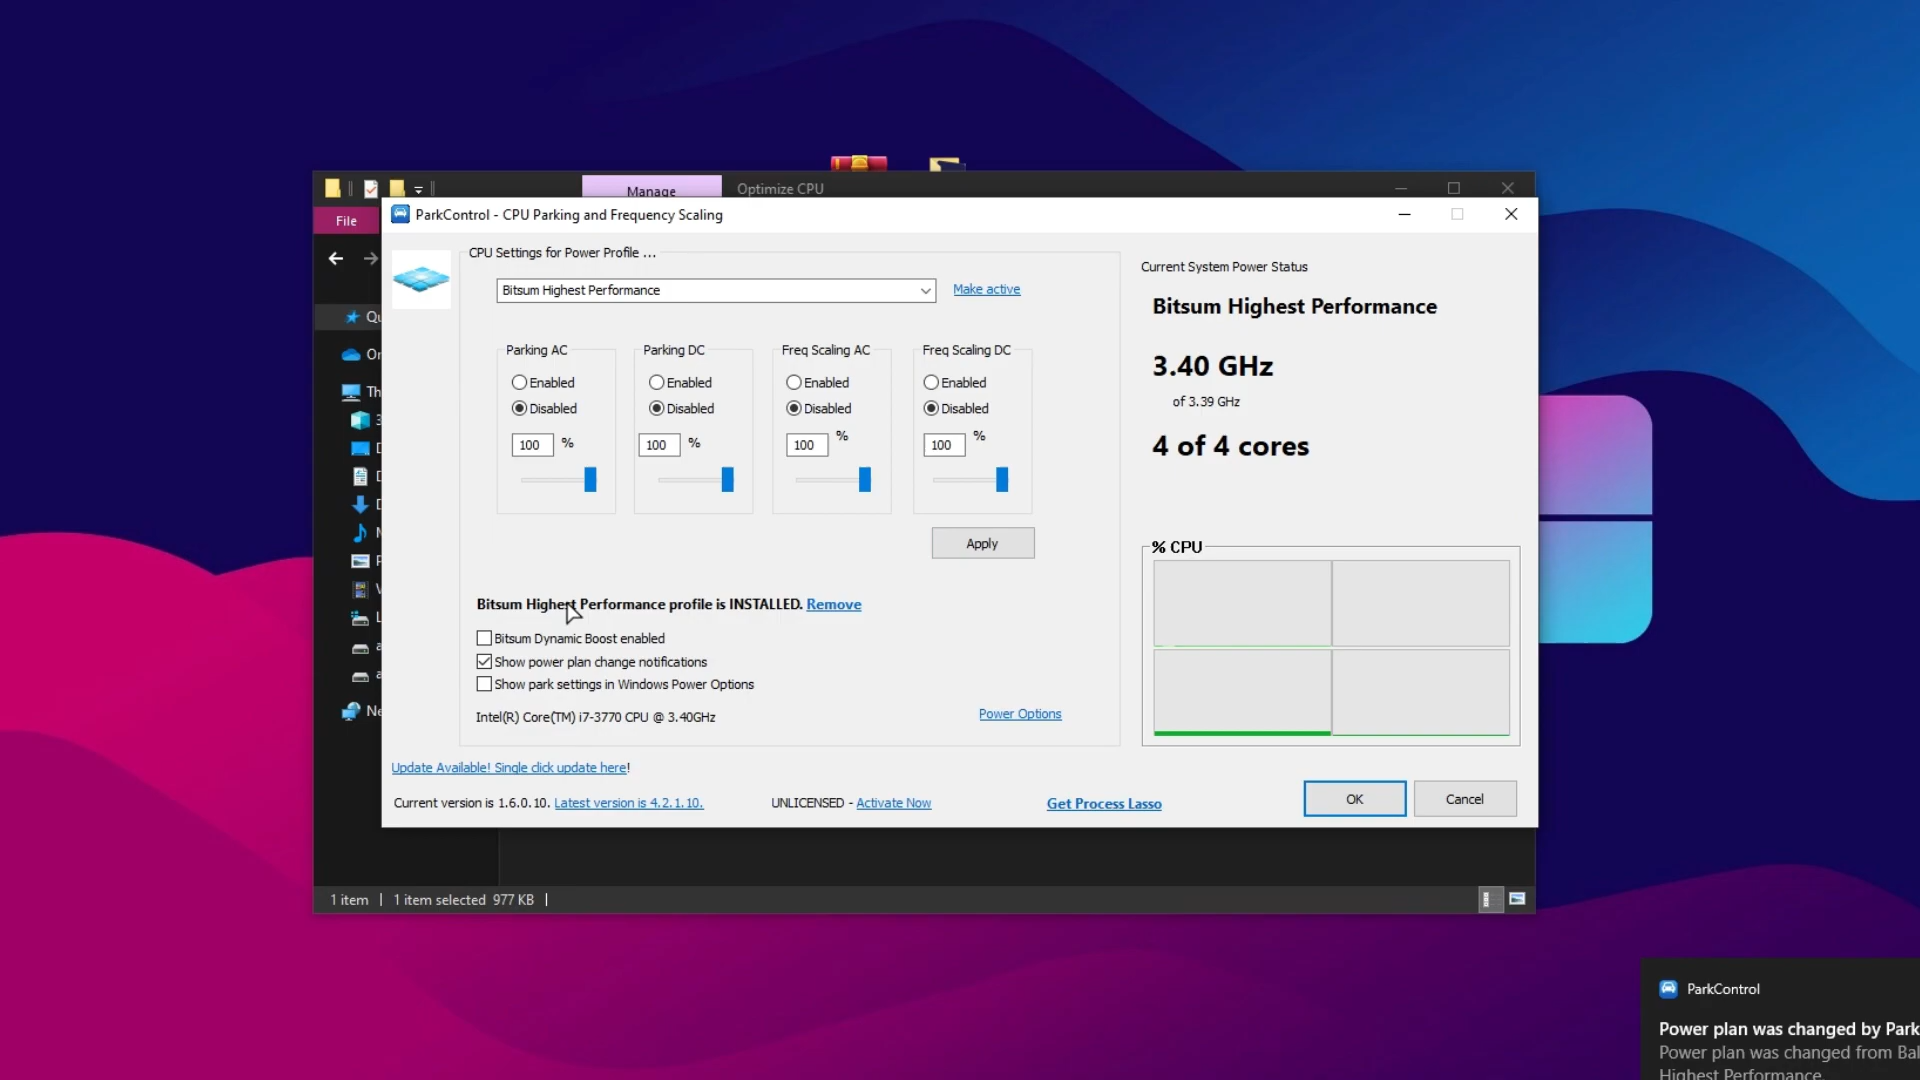 Manage
Optimize CPU
File
ParkControl - CPU Parking and Frequency Scaling
CPU Settings for Power Profile ...
Bitsum Highest Performance
Make active
Parking AC
Parking DC
Freq Scaling AC
Freq Scaling DC
Enabled
Enabled
Enabled
Enabled
Disabled
Disabled
Disabled
Disabled
100 %
100 %
100 %
100 %
Apply
Bitsum Highest Performance profile is INSTALLED. Remove
Bitsum Dynamic Boost enabled
Show power plan change notifications
Show park settings in Windows Power Options
Intel(R) Core(TM) i7-3770 CPU @ 3.40GHz
Power Options
Current System Power Status
Bitsum Highest Performance
3.40 GHz
of 3.39 GHz
4 of 4 cores
% CPU
Update Available! Single click update here!
Current version is 1.6.0.10. Latest version is 4.2.1.10.
UNLICENSED - Activate Now
Get Process Lasso
OK
Cancel
1 item
1 item selected 977 KB
ParkControl
Power plan was changed by Park
Power plan was changed from Bal
Highest Performance.